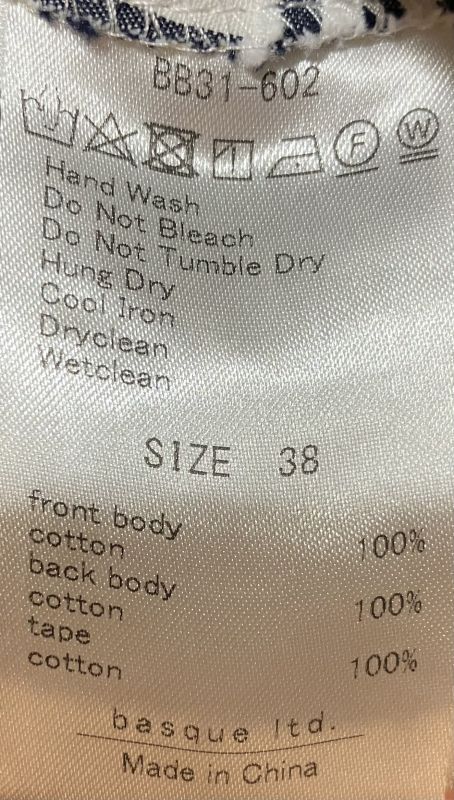 BB31-602
F W
Hand Wash
Do Not Bleach
Do Not Tumble Dry
Hung Dry
Cool Iron
Dryclean
Wetclean
SIZE 38
front body
cotton 100%
back body
cotton 100%
tape
cotton 100%
basque ltd.
Made in China